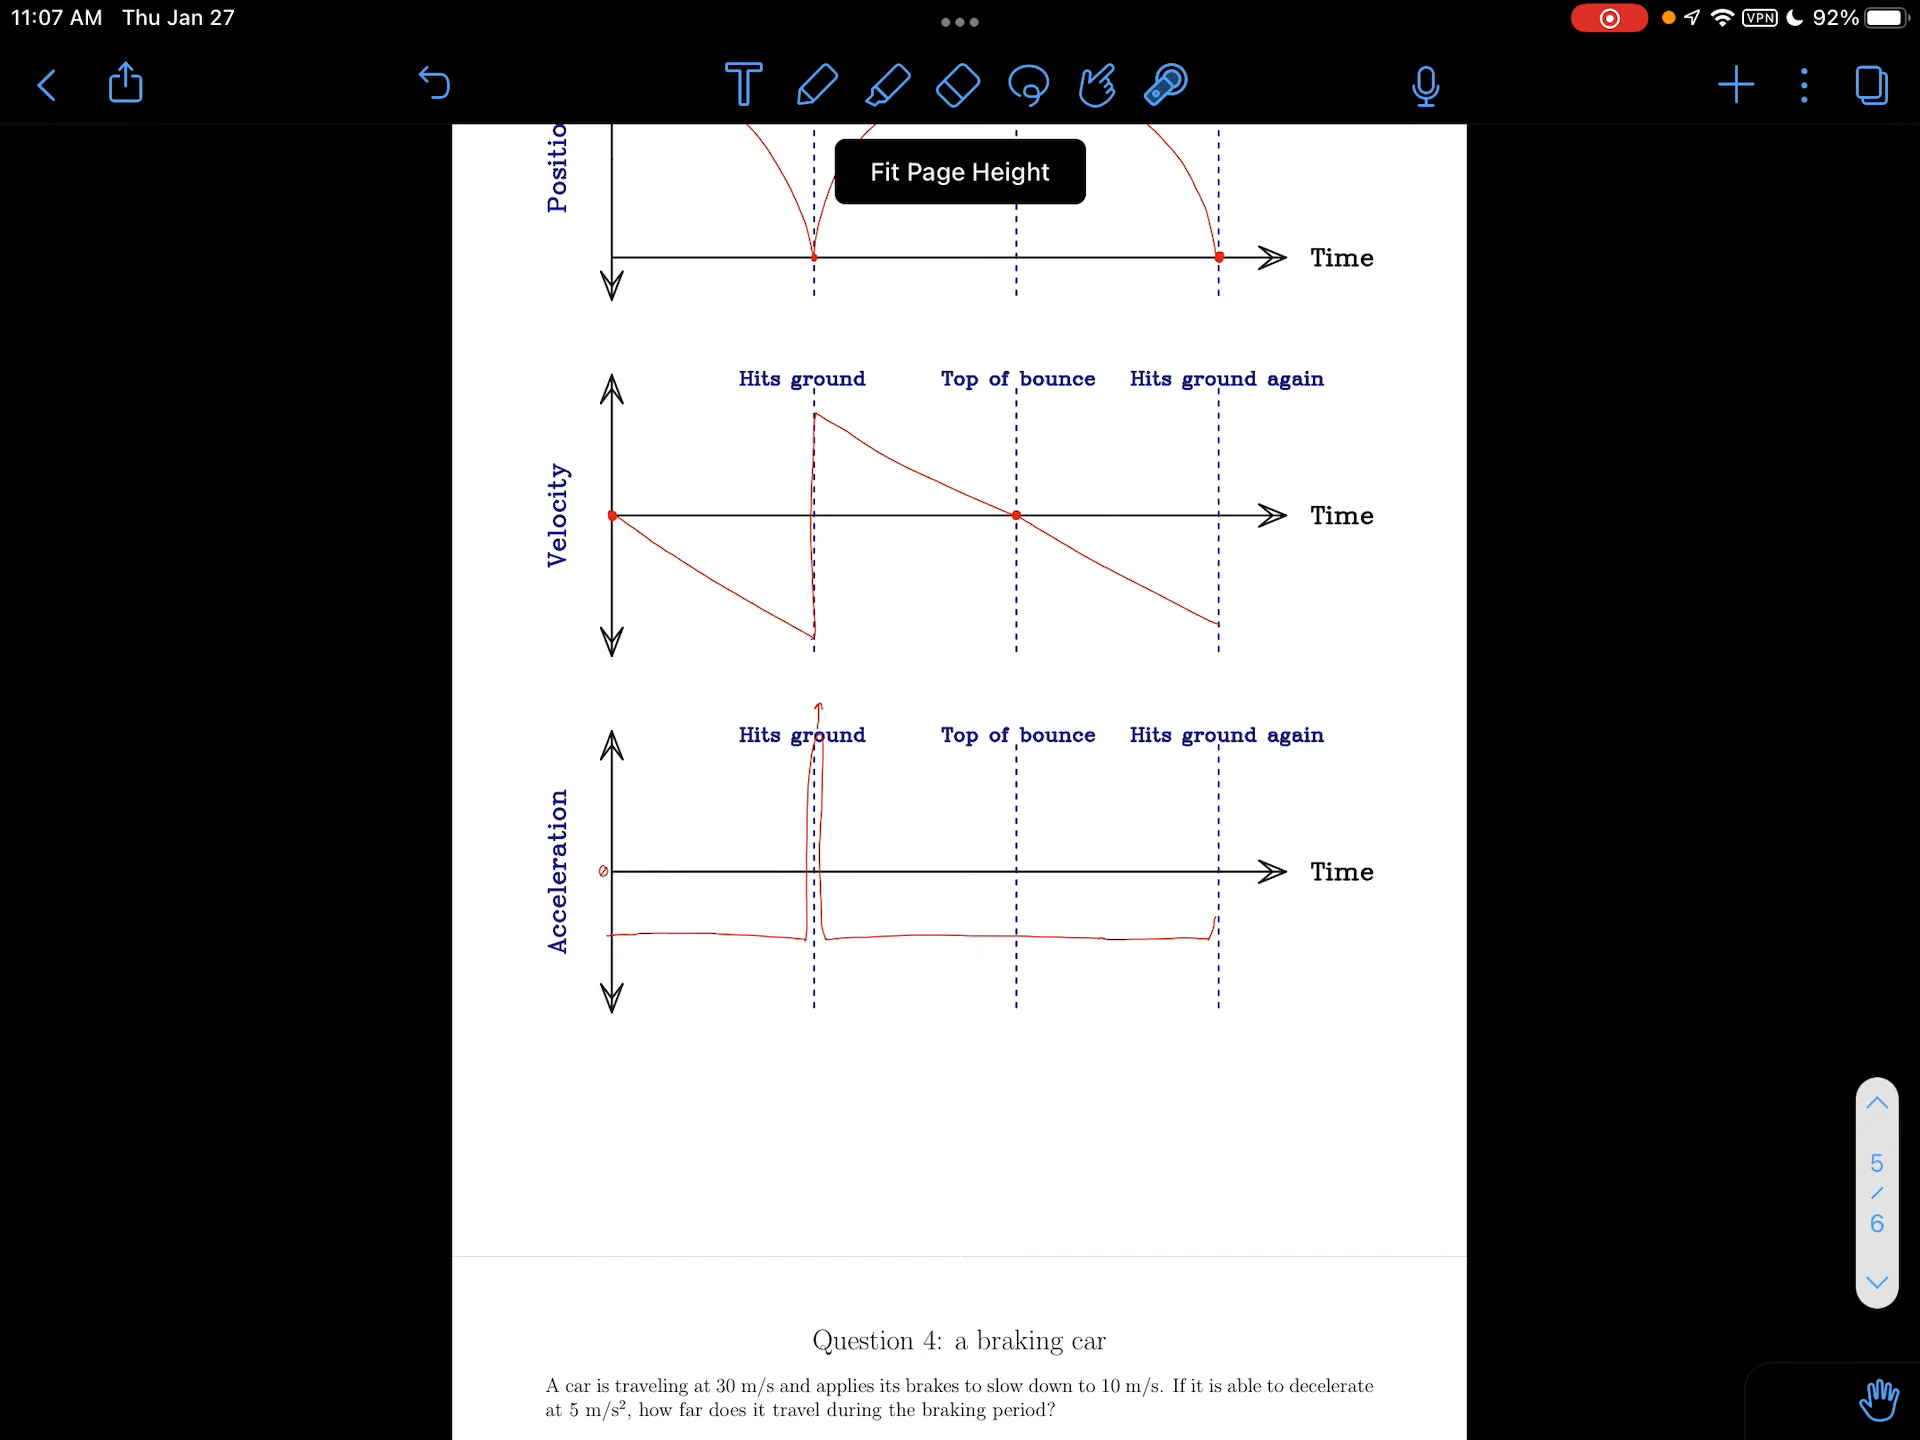 11:07 AM Thu Jan 27
VPN 92%
T
Fit Page Height
Positio
Time
Hits ground Top of bounce Hits ground again
Velocity
Time
Hits ground Top of bounce Hits ground again
Acceleration
0
Time
5
/
6
Question 4: a braking car
A car is traveling at 30 m/s and applies its brakes to slow down to 10 m/s. If it is able to decelerate
at 5 m/s², how far does it travel during the braking period?